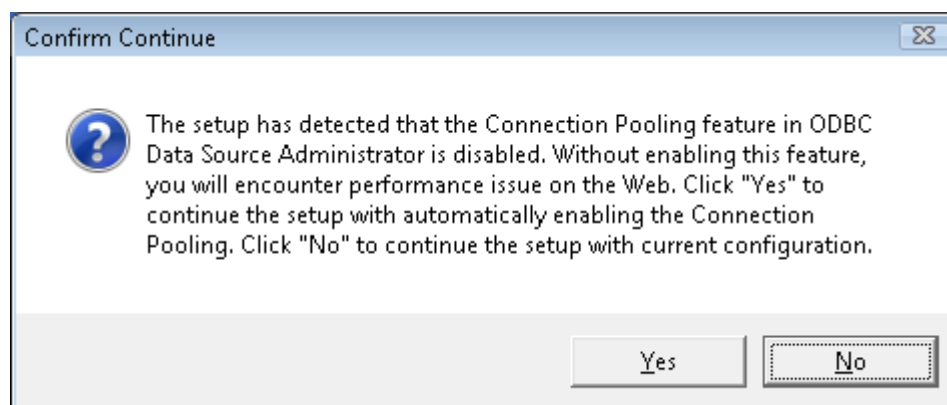 Confirm Continue
The setup has detected that the Connection Pooling feature in ODBC
Data Source Administrator is disabled. Without enabling this feature,
you will encounter performance issue on the Web. Click "Yes" to
continue the setup with automatically enabling the Connection
Pooling. Click "No" to continue the setup with current configuration.
Yes
No